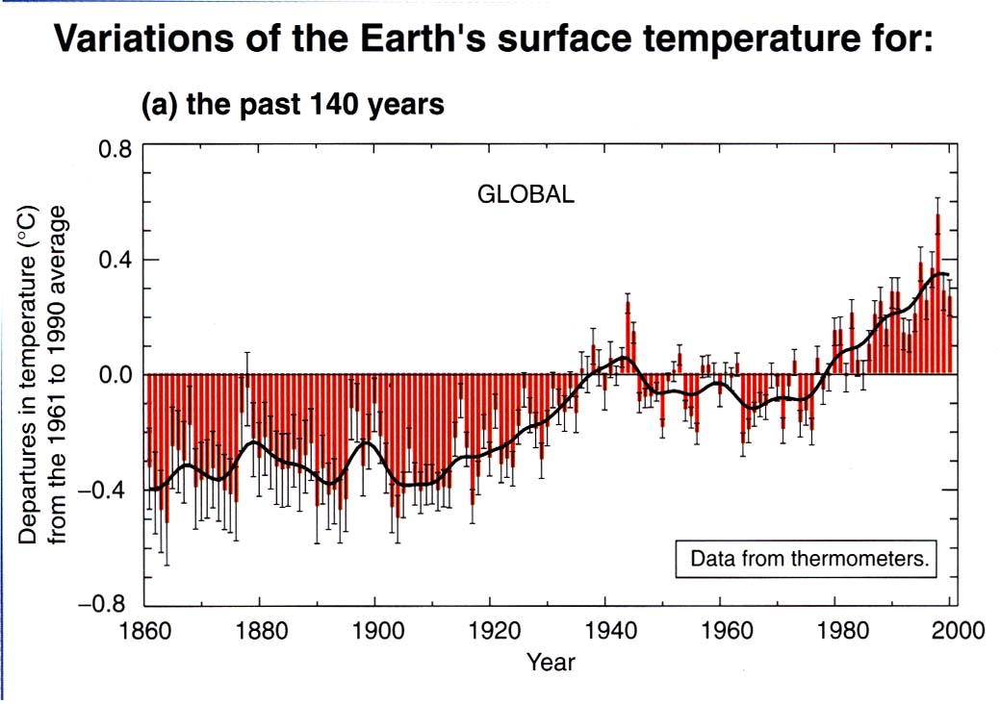 Variations of the Earth's surface temperature for:
(a) the past 140 years
GLOBAL
Departures in temperature (°C)
from the 1961 to 1990 average
0.8
0.4
0.0
−0.4
−0.8
Data from thermometers.
1860 1880 1900 1920 1940 1960 1980 2000
Year